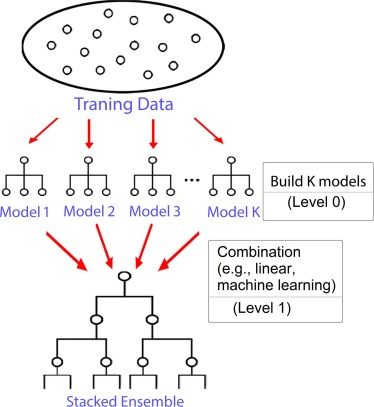 Traning Data
Model 1 Model 2 Model 3 ... Model K
Build K models
(Level 0)
Combination
(e.g., linear,
machine learning)
(Level 1)
Stacked Ensemble